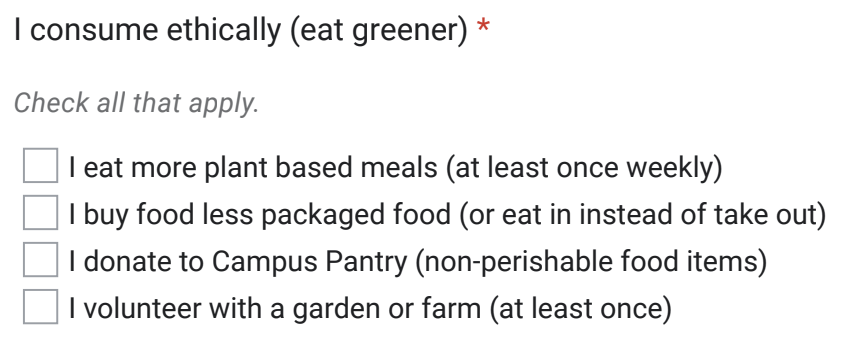 I consume ethically (eat greener) *
Check all that apply.
I eat more plant based meals (at least once weekly)
I buy food less packaged food (or eat in instead of take out)
I donate to Campus Pantry (non-perishable food items)
I volunteer with a garden or farm (at least once)